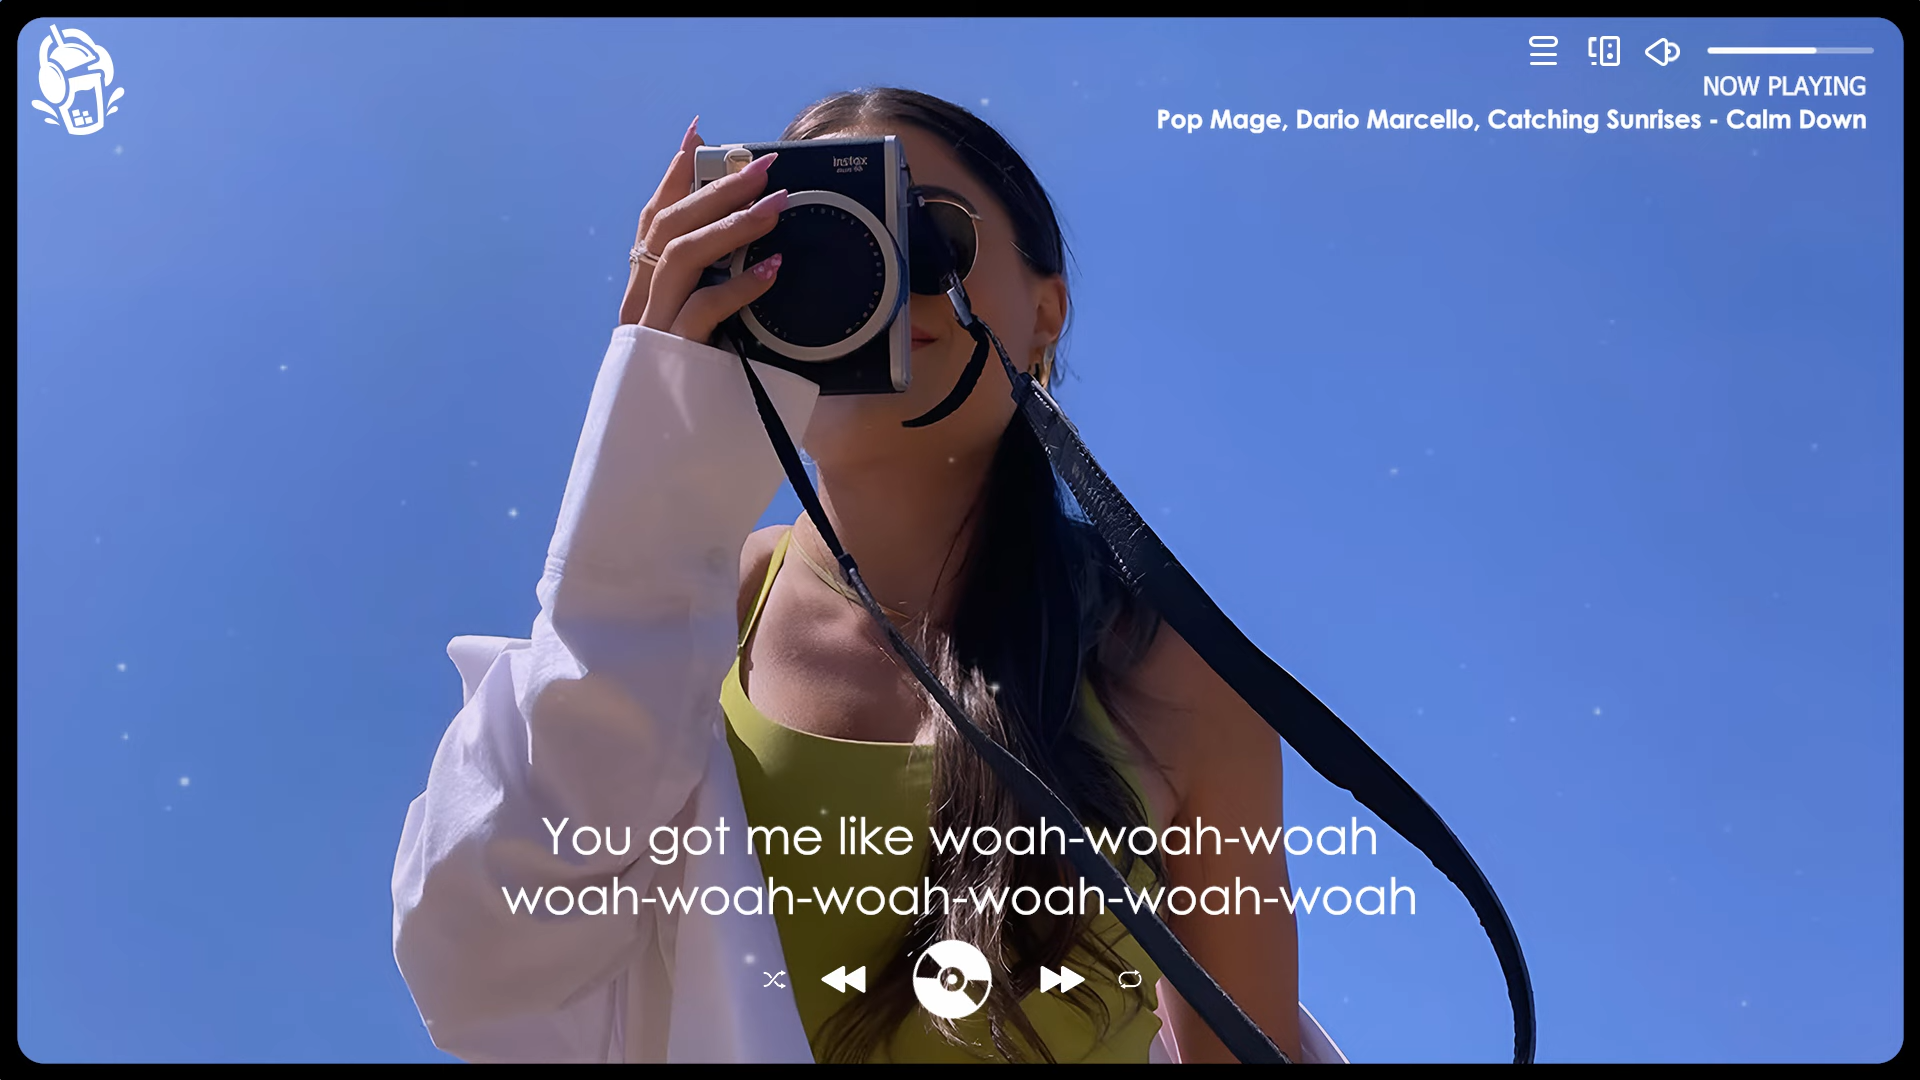 NOW PLAYING
Pop Mage, Dario Marcello, Catching Sunrises - Calm Down
instax
You got me like woah-woah-woah
woah-woah-woah-woah-woah-woah